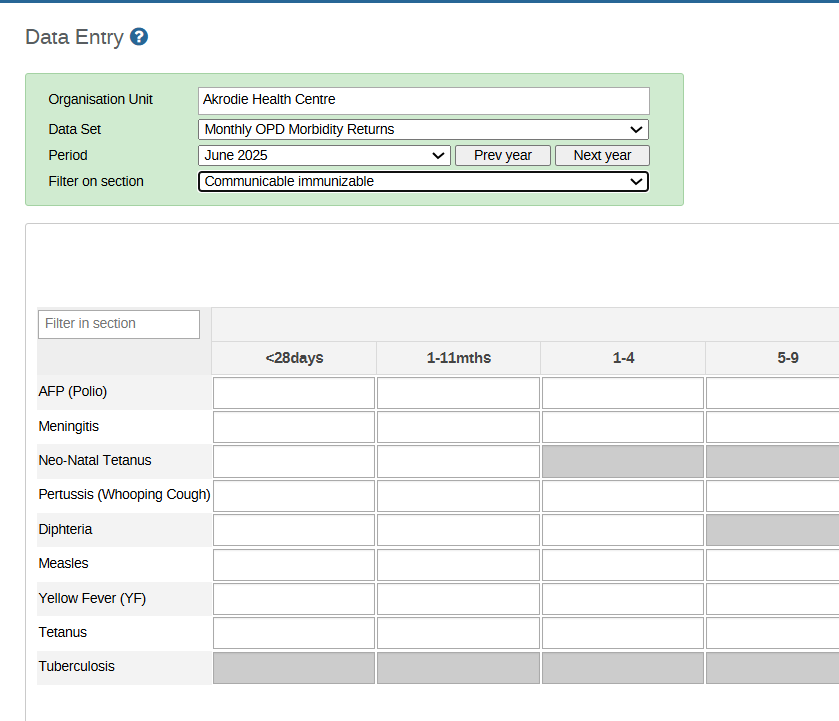 Data Entry ?
Organisation Unit Akrodie Health Centre
Data Set Monthly OPD Morbidity Returns
Period June 2025 Prev year Next year
Filter on section Communicable immunizable
Filter in section
<28days 1-11mths 1-4 5-9
AFP (Polio)
Meningitis
Neo-Natal Tetanus
Pertussis (Whooping Cough)
Diphteria
Measles
Yellow Fever (YF)
Tetanus
Tuberculosis